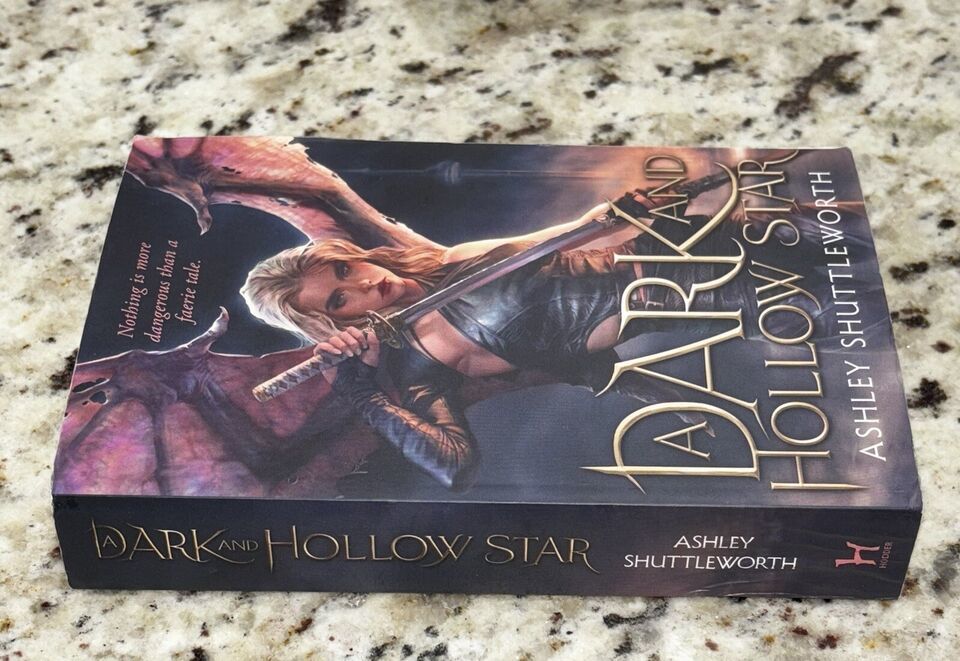 Nothing is more
dangerous than a
faerie tale.
A DARK AND
HOLLOW STAR
ASHLEY SHUTTLEWORTH
A DARK AND HOLLOW STAR
ASHLEY
SHUTTLEWORTH
H
HODDER